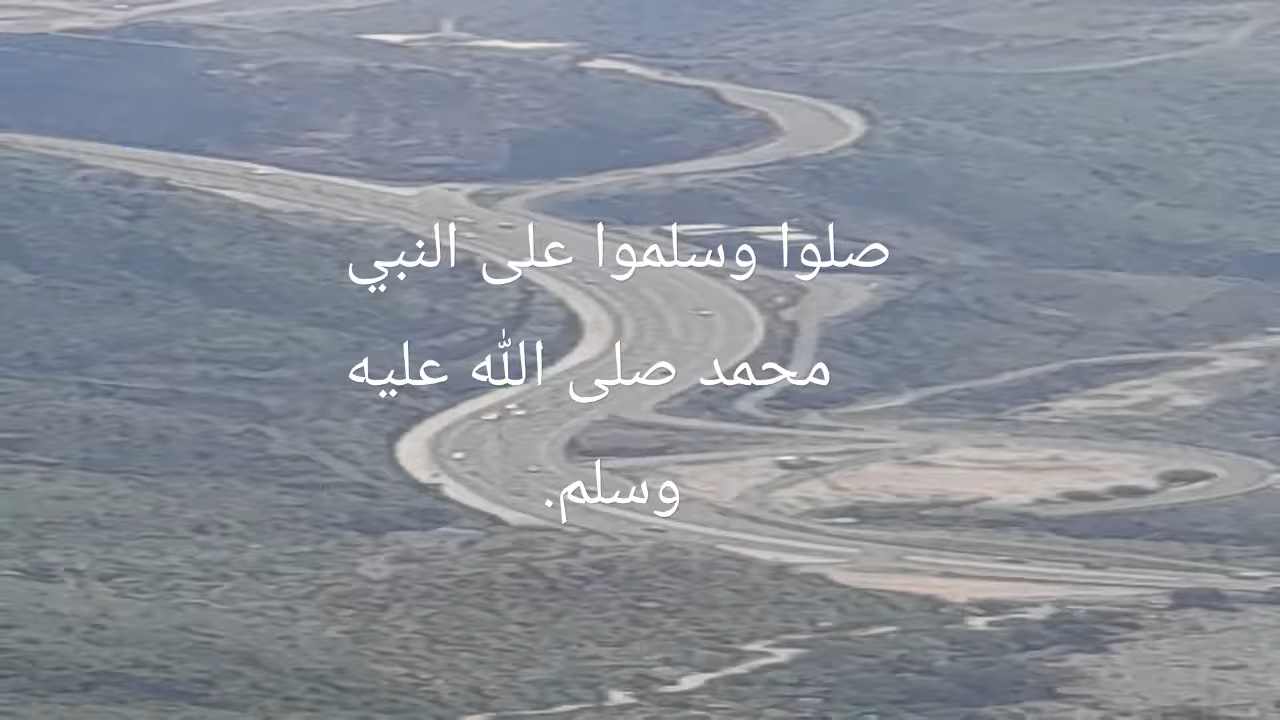 صلوا وسلموا على النبي
محمد صلى الله عليه
وسلم.